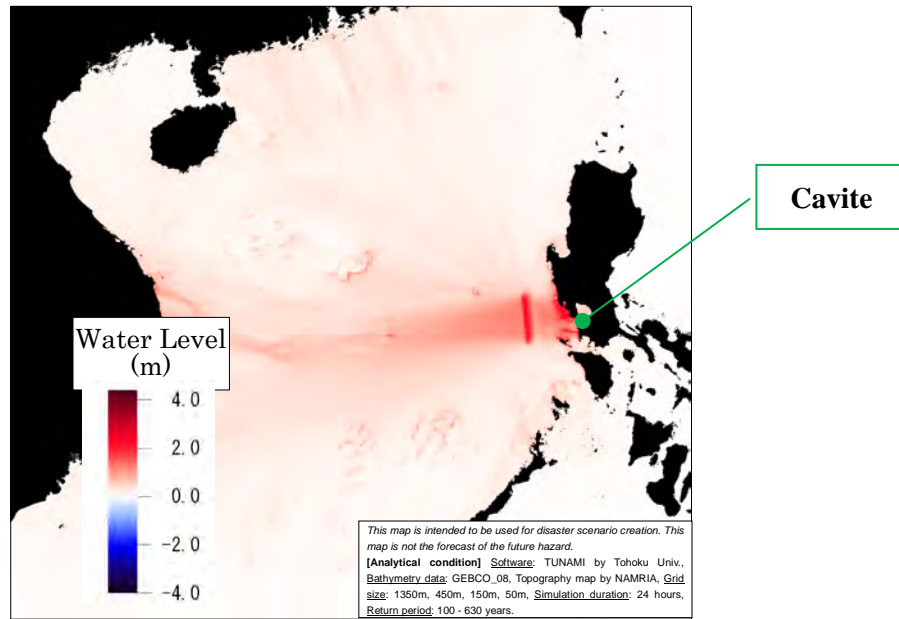 Cavite
Water Level
(m)
4.0
2.0
0.0
-2.0
-4.0
This map is intended to be used for disaster scenario creation. This
map is not the forecast of the future hazard.
[Analytical condition] Software: TUNAMI by Tohoku Univ.,
Bathymetry data: GEBCO_08, Topography map by NAMRIA, Grid
size: 1350m, 450m, 150m, 50m, Simulation duration: 24 hours,
Return period: 100 - 630 years.